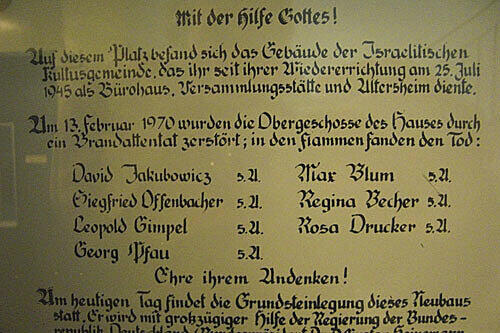 Mit der Hilfe Gottes!
Auf diesem Platz befand sich das Gebäude der Israelitischen
Kultusgemeinde, das ihr seit ihrer Wiedererrichtung am 25. Juli
1945 als Bürohaus, Versammlungsstätte und Altersheim diente.
Am 13. Februar 1970 wurden die Obergeschosse des Hauses durch
ein Brandattentat zerstört; in den Flammen fanden den Tod:
David Jakubowicz s.A. Max Blum s.A.
Siegfried Offenbacher s.A. Regina Becher s.A.
Leopold Gimpel s.A. Rosa Drucker s.A.
Georg Pfau s.A.
Ehre ihrem Andenken!
Am heutigen Tag findet die Grundsteinlegung dieses Neubaus
statt. Er wird mit großzügiger Hilfe der Regierung der Bundes-
republik Deutschland